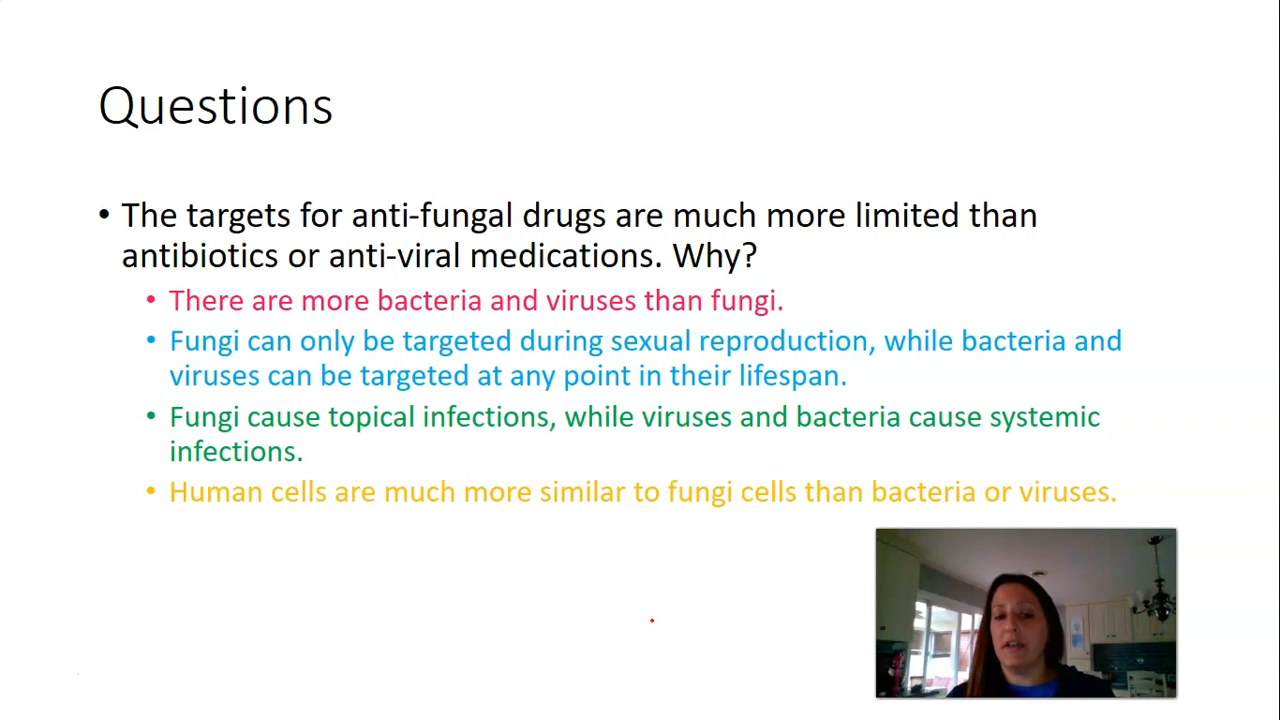 Questions
• The targets for anti-fungal drugs are much more limited than
antibiotics or anti-viral medications. Why?
• There are more bacteria and viruses than fungi.
• Fungi can only be targeted during sexual reproduction, while bacteria and
viruses can be targeted at any point in their lifespan.
• Fungi cause topical infections, while viruses and bacteria cause systemic
infections.
• Human cells are much more similar to fungi cells than bacteria or viruses.